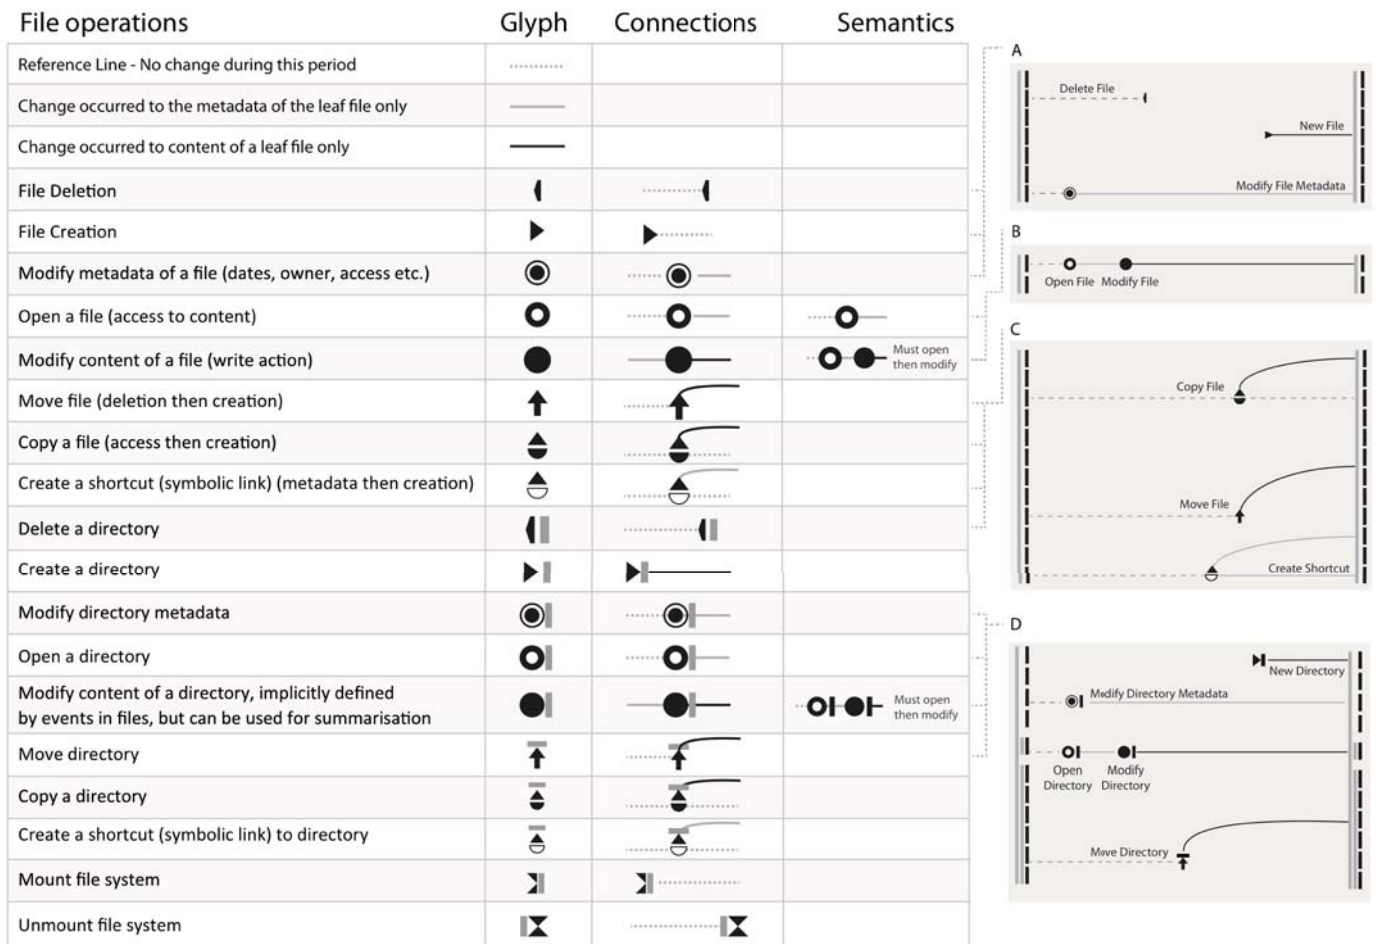 File operations Glyph Connections Semantics
Reference Line - No change during this period
Change occurred to the metadata of the leaf file only
Change occurred to content of a leaf file only
File Deletion
File Creation
Modify metadata of a file (dates, owner, access etc.)
Open a file (access to content)
Modify content of a file (write action)
Must open
then modify
Move file (deletion then creation)
Copy a file (access then creation)
Create a shortcut (symbolic link) (metadata then creation)
Delete a directory
Create a directory
Modify directory metadata
Open a directory
Modify content of a directory, implicitly defined
by events in files, but can be used for summarisation
Must open
then modify
Move directory
Copy a directory
Create a shortcut (symbolic link) to directory
Mount file system
Unmount file system
A
Delete File
New File
Modify File Metadata
B
Open File Modify File
C
Copy File
Move File
Create Shortcut
D
New Directory
Modify Directory Metadata
Open
Directory
Modify
Directory
Move Directory